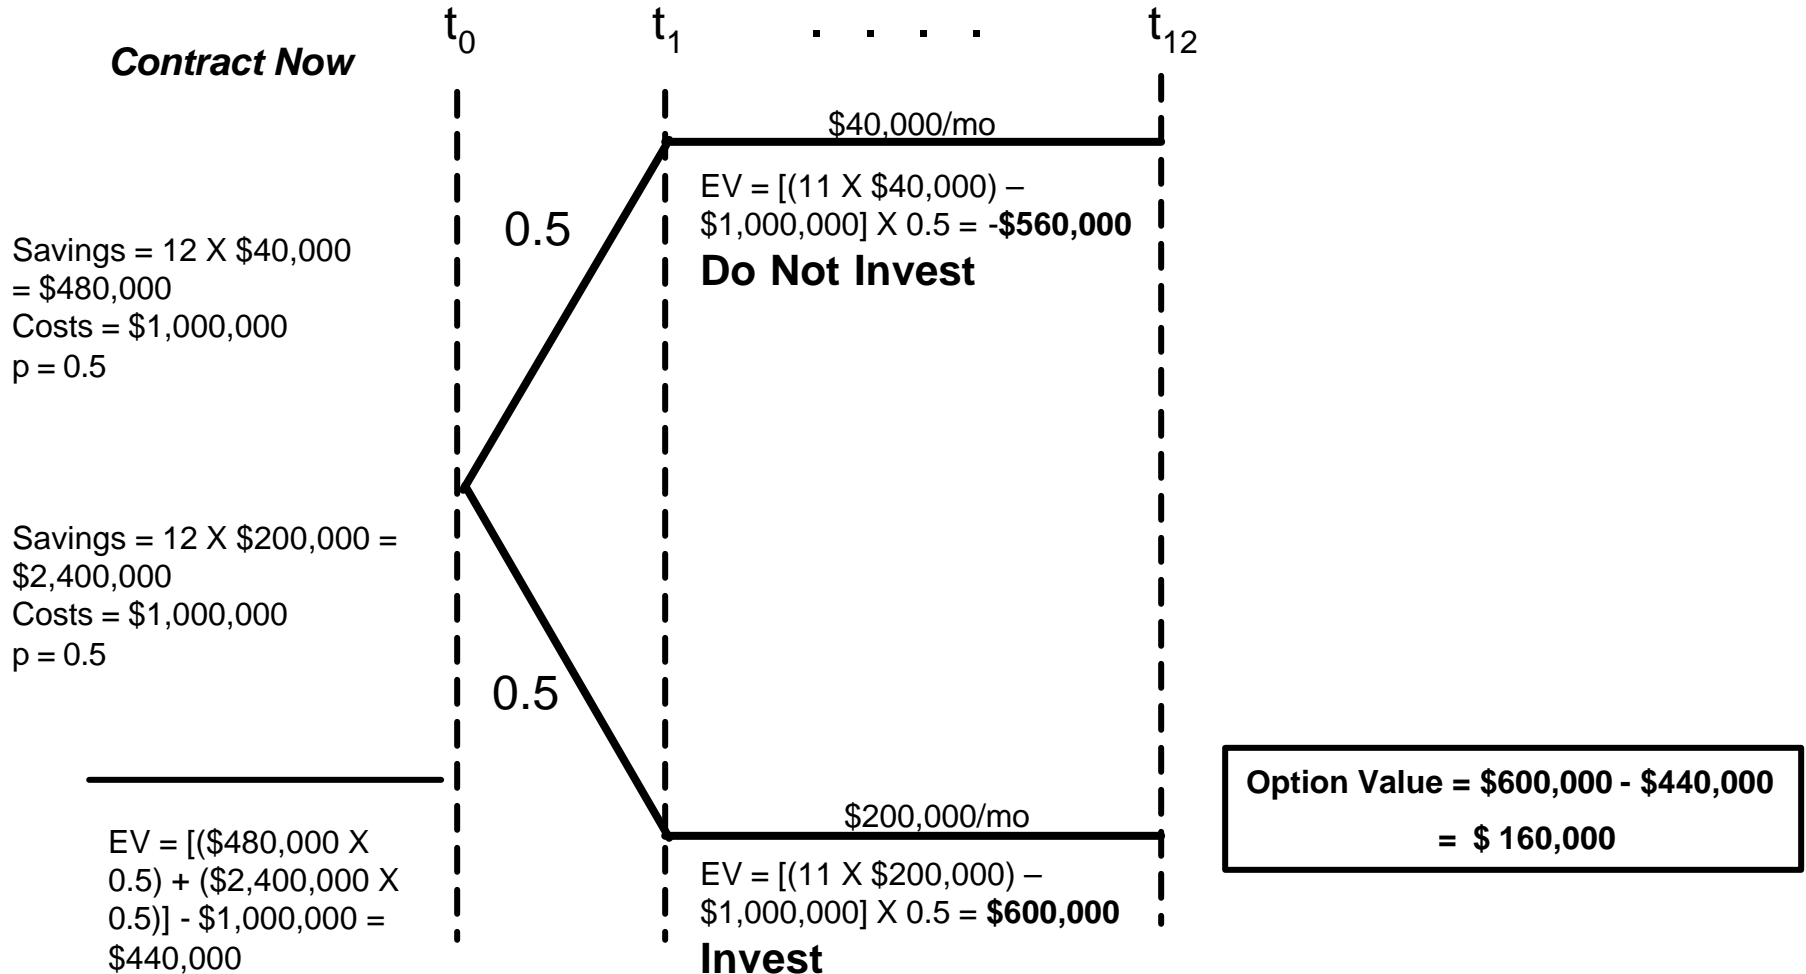 t0 t1 . . . . t12
Contract Now
$40,000/mo
EV = [(11 X $40,000) –
$1,000,000] X 0.5 = -$560,000
Do Not Invest
0.5
Savings = 12 X $40,000
= $480,000
Costs = $1,000,000
p = 0.5
Savings = 12 X $200,000 =
$2,400,000
Costs = $1,000,000
p = 0.5
0.5
EV = [($480,000 X
0.5) + ($2,400,000 X
0.5)] - $1,000,000 =
$440,000
$200,000/mo
EV = [(11 X $200,000) –
$1,000,000] X 0.5 = $600,000
Invest
Option Value = $600,000 - $440,000
= $ 160,000